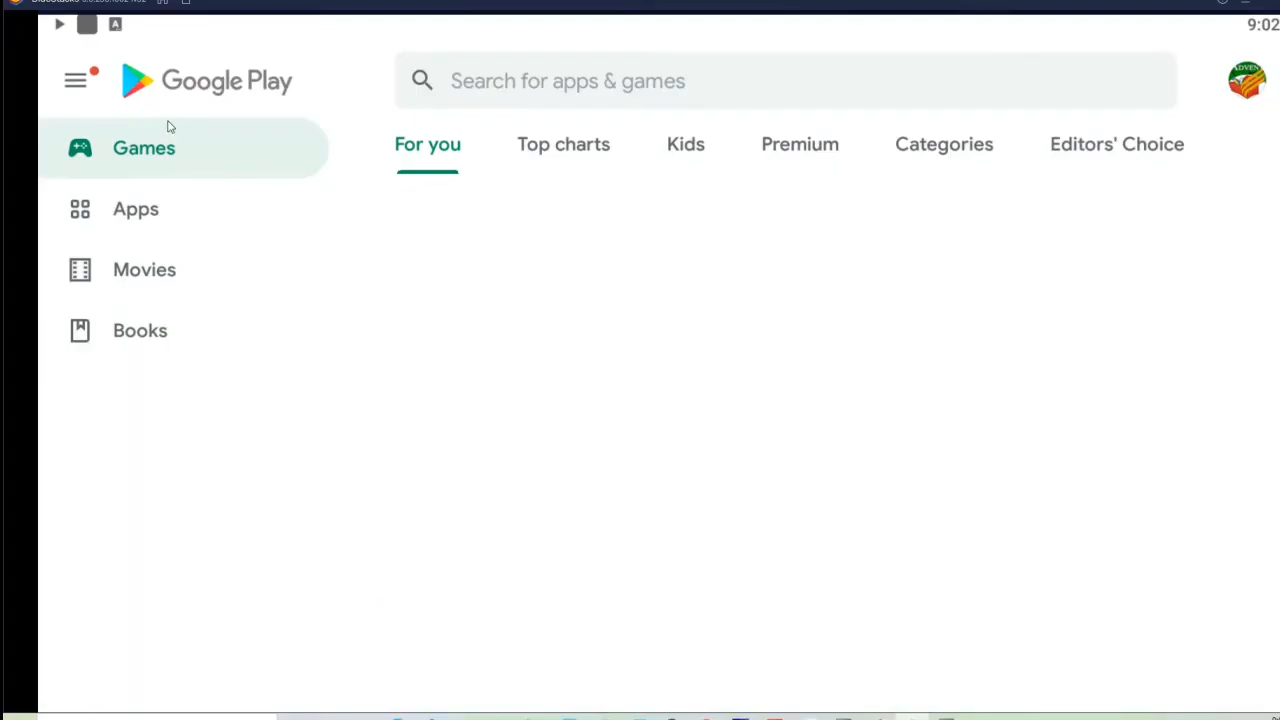 9:02
Google Play
Search for apps & games
ADVEN
Games
For you
Top charts
Kids
Premium
Categories
Editors' Choice
Apps
Movies
Books